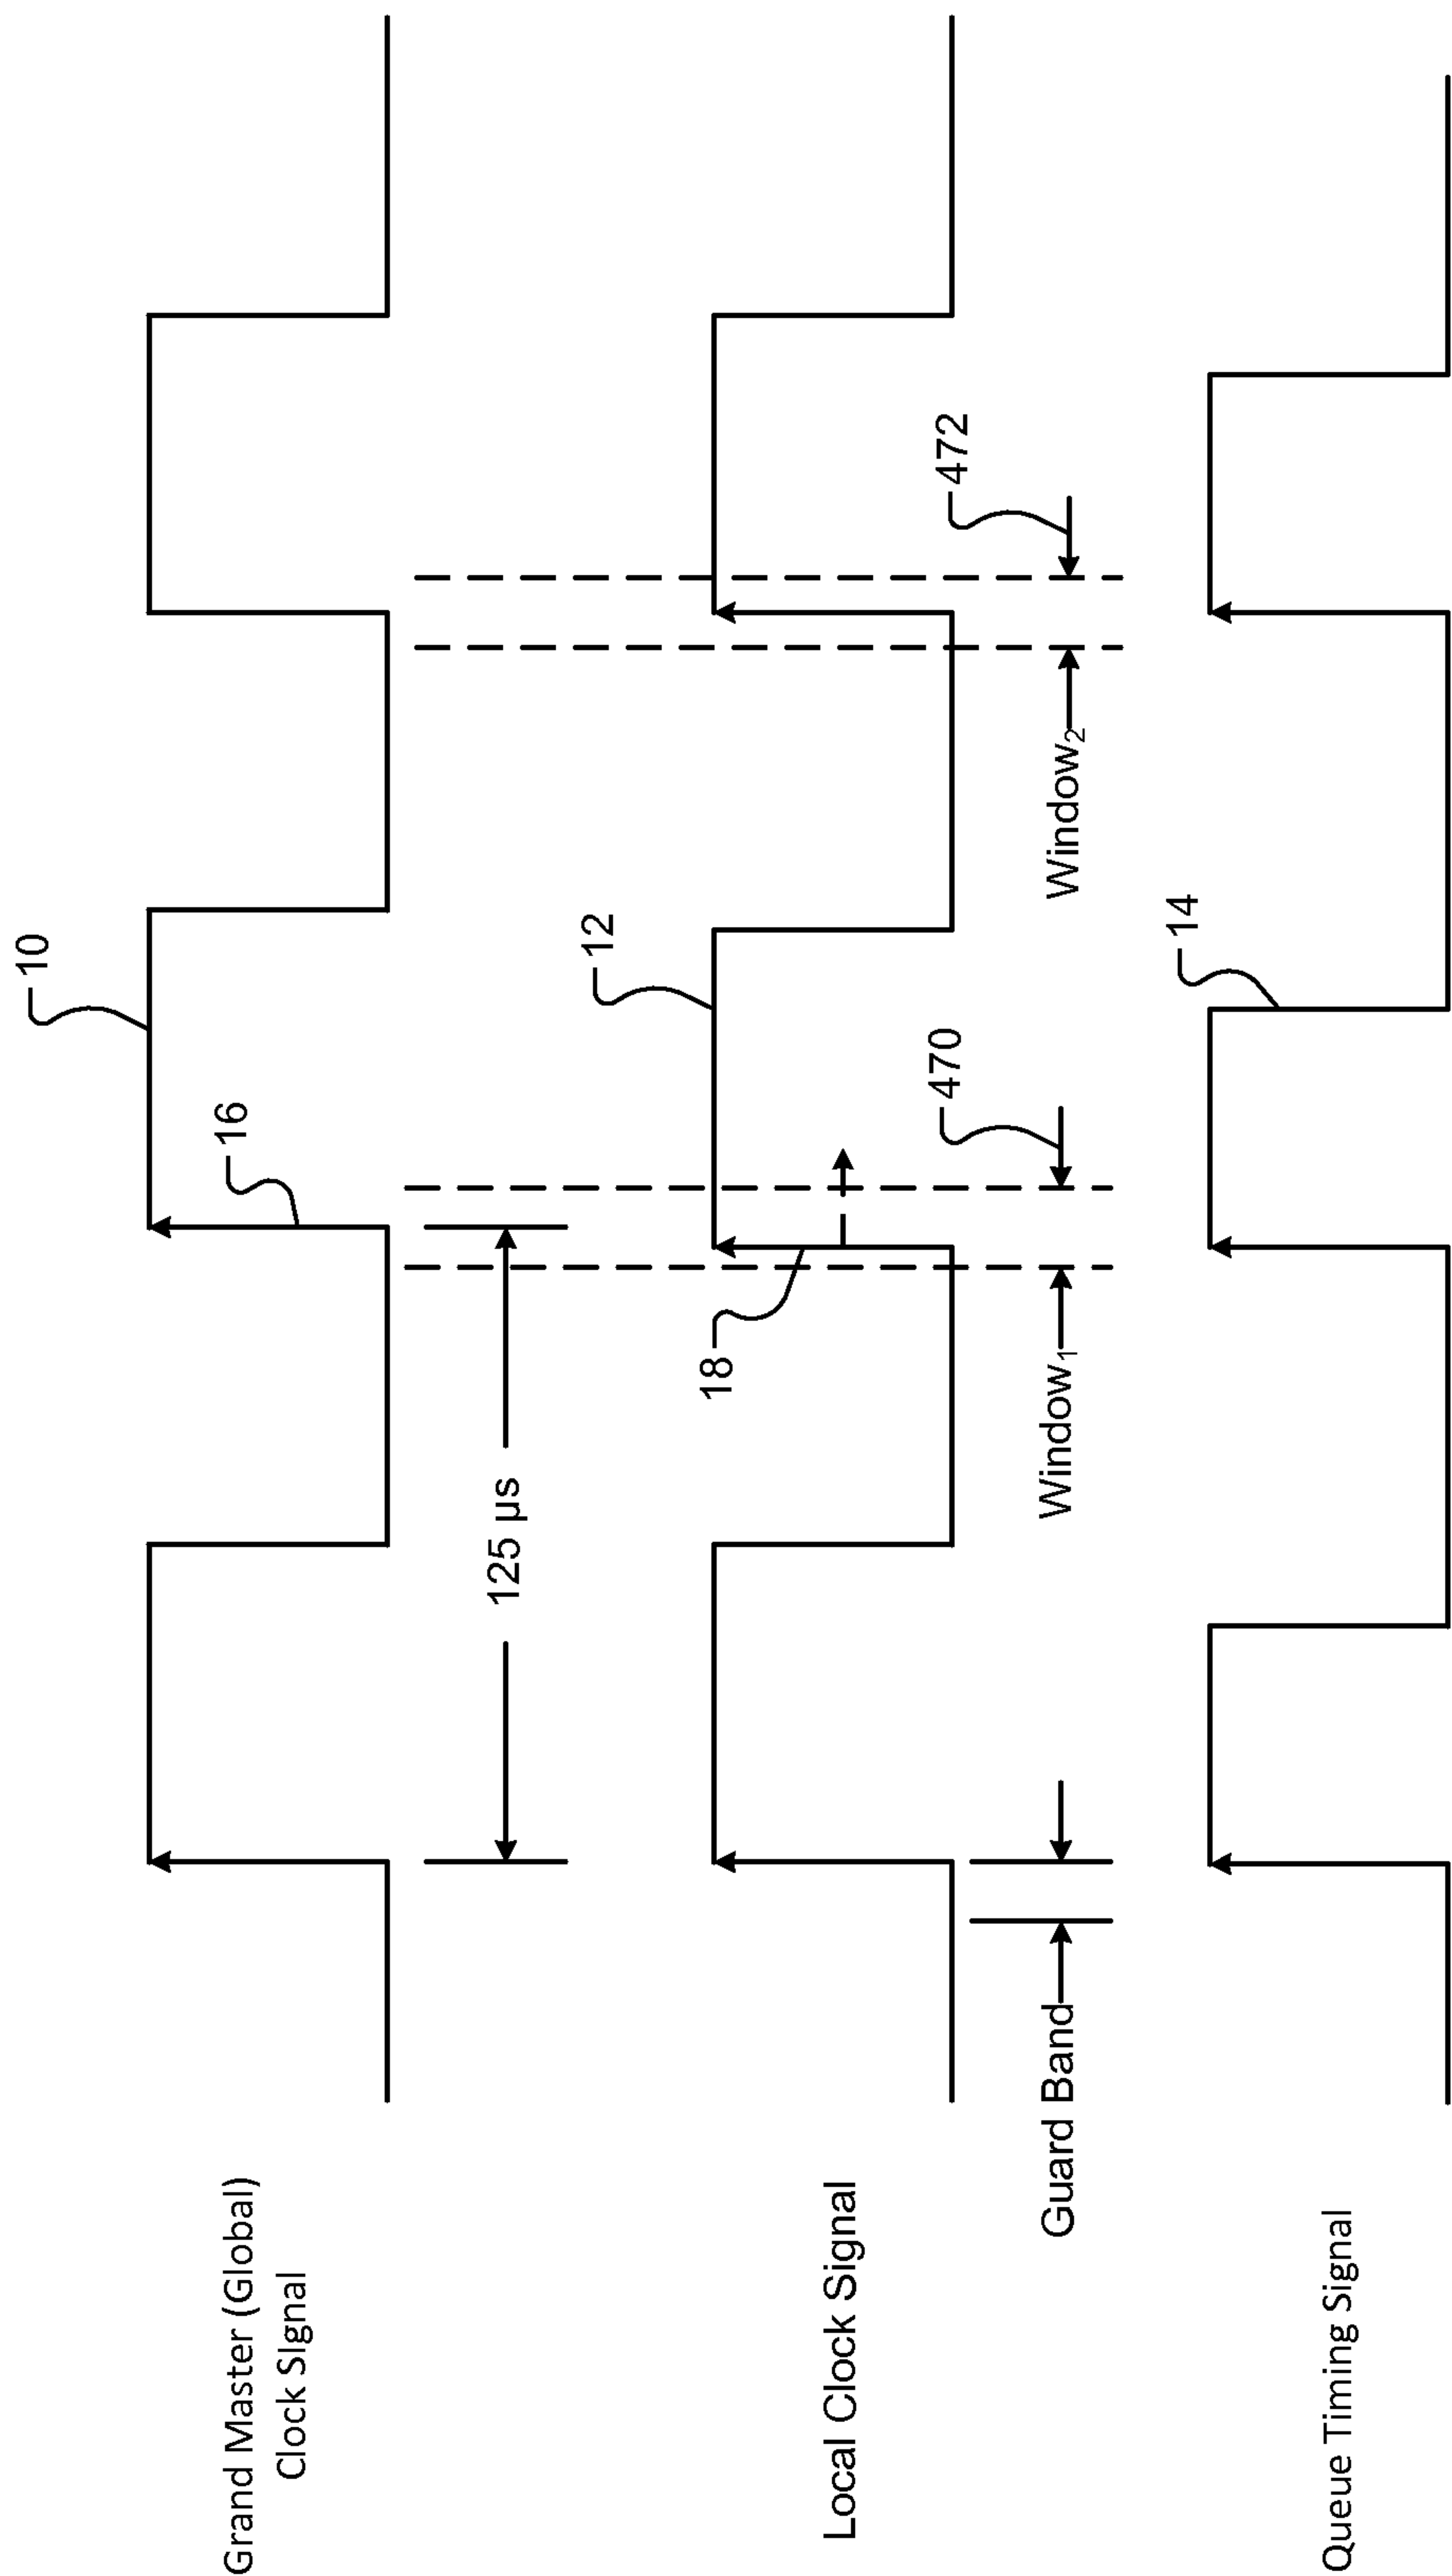 Grand Master (Global)
Clock SIgnal
10
16
125 µs
Local Clock Signal
12
18
Guard Band
Window1
470
Window2
472
Queue Timing Signal
14